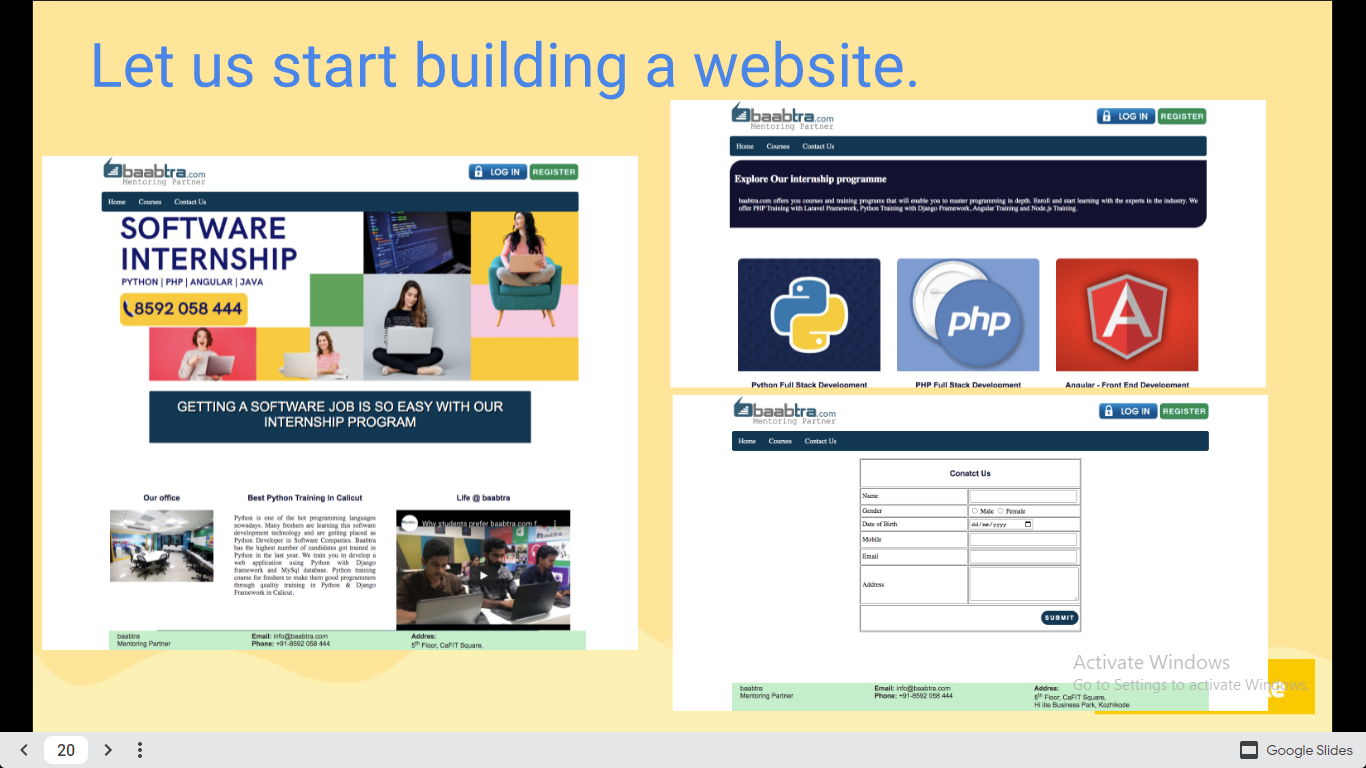 Let us start building a website.
baabtra.com
Mentoring Partner
LOG IN
REGISTER
Home
Courses
Contact Us
SOFTWARE
INTERNSHIP
PYTHON | PHP | ANGULAR | JAVA
8592 058 444
GETTING A SOFTWARE JOB IS SO EASY WITH OUR
INTERNSHIP PROGRAM
Our office
Best Python Training in Calicut
Python is one of the hot programming languages
nowadays. Many freshers are learning this software
development technology and are getting placed as
Python Developer in Software Companies. Baabtra
has the highest number of candidates got trained in
Python in the last year. We train you to develop a
web application using Python with Django
framework and MySql database. Python training
course for freshers to make them good programmers
through quality training in Python & Django
Framework in Calicut.
Life @ baabtra
Why students prefer baabtra.com f...
baabtra
Mentoring Partner
Email: info@baabtra.com
Phone: +91-8592 058 444
Addres:
5th Floor, CaFIT Square,
baabtra.com
Mentoring Partner
LOG IN
REGISTER
Home
Courses
Contact Us
Explore Our internship programme
baabtra.com offers you courses and training programs that will enable you to master programming in depth. Enroll and start learning with the experts in the industry. We
offer PHP Training with Laravel Framework, Python Training with Django Framework, Angular Training and Node.js Training.
php
A
Python Full Stack Development
PHP Full Stack Development
Angular - Front End Development
baabtra.com
Mentoring Partner
LOG IN
REGISTER
Home
Courses
Contact Us
Conatct Us
Name
Gender
Male
Female
Date of Birth
dd/mm/yyyy
Mobile
Email
Address
SUBMIT
baabtra
Mentoring Partner
Email: info@baabtra.com
Phone: +91-8592 058 444
Addres:
5th Floor, CaFIT Square,
Hi lite Business Park, Kozhikode
Activate Windows
Go to Settings to activate Windows.
20
Google Slides